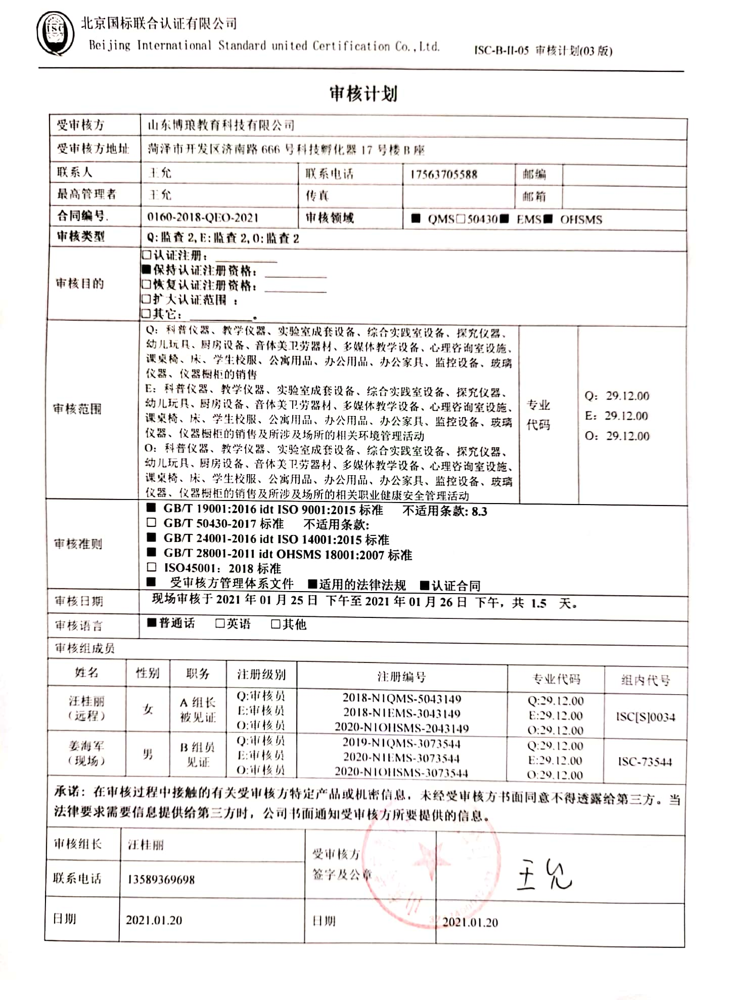 ISC
北京国标联合认证有限公司
Beijing International Standard united Certification Co.,Ltd.
ISC-B-II-05 审核计划(03 版)
审核计划
受审核方 山东博琅教育科技有限公司
受审核方地址 菏泽市开发区济南路 666 号科技孵化器 17 号楼 B 座
联系人 王允 联系电话 17563705588 邮编
最高管理者 王允 传真 邮箱
合同编号. 0160-2018-QEO-2021 审核领域 ■ QMS□50430■ EMS■ OHSMS
审核类型 Q:监查 2,E:监查 2,O:监查 2
审核目的
□认证注册：
■保持认证注册资格：
□恢复认证注册资格：
□扩大认证范围 ：
□其它： 。
审核范围
Q：科普仪器、教学仪器、实验室成套设备、综合实践室设备、探究仪器、
幼儿玩具、厨房设备、音体美卫劳器材、多媒体教学设备、心理咨询室设施、
课桌椅、床、学生校服、公寓用品、办公用品、办公家具、监控设备、玻璃
仪器、仪器橱柜的销售
E：科普仪器、教学仪器、实验室成套设备、综合实践室设备、探究仪器、
幼儿玩具、厨房设备、音体美卫劳器材、多媒体教学设备、心理咨询室设施、
课桌椅、床、学生校服、公寓用品、办公用品、办公家具、监控设备、玻璃
仪器、仪器橱柜的销售及所涉及场所的相关环境管理活动
O：科普仪器、教学仪器、实验室成套设备、综合实践室设备、探究仪器、
幼儿玩具、厨房设备、音体美卫劳器材、多媒体教学设备、心理咨询室设施、
课桌椅、床、学生校服、公寓用品、办公用品、办公家具、监控设备、玻璃
仪器、仪器橱柜的销售及所涉及场所的相关职业健康安全管理活动
专业
代码
Q：29.12.00
E：29.12.00
O：29.12.00
审核准则
■ GB/T 19001:2016 idt ISO 9001:2015 标准 不适用条款: 8.3
□ GB/T 50430-2017 标准 不适用条款:
■ GB/T 24001-2016 idt ISO 14001:2015 标准
■ GB/T 28001-2011 idt OHSMS 18001:2007 标准
□ ISO45001：2018 标准
■ 受审核方管理体系文件 ■适用的法律法规 ■认证合同
审核日期 现场审核于 2021 年 01 月 25 日 下午至 2021 年 01 月 26 日 下午，共 1.5 天。
审核语言 ■普通话 □英语 □其他
审核组成员
姓名 性别 职务 注册级别 注册编号 专业代码 组内代号
汪桂丽
（远程）
女
A 组长
被见证
Q:审核员
E:审核员
O:审核员
2018-N1QMS-5043149
2018-N1EMS-3043149
2020-N1OHSMS-2043149
Q:29.12.00
E:29.12.00
O:29.12.00
ISC[S]0034
姜海军
（现场）
男
B 组员
见证
Q:审核员
E:审核员
O:审核员
2019-N1QMS-3073544
2020-N1EMS-3073544
2020-N1OHSMS-3073544
Q:29.12.00
E:29.12.00
O:29.12.00
ISC-73544
承诺：在审核过程中接触的有关受审核方特定产品或机密信息，未经受审核方书面同意不得透露给第三方。当
法律要求需要信息提供给第三方时，公司书面通知受审核方所要提供的信息。
审核组长 汪桂丽
受审核方
签字及公章
王允
联系电话 13589369698
日期 2021.01.20 日期 2021.01.20